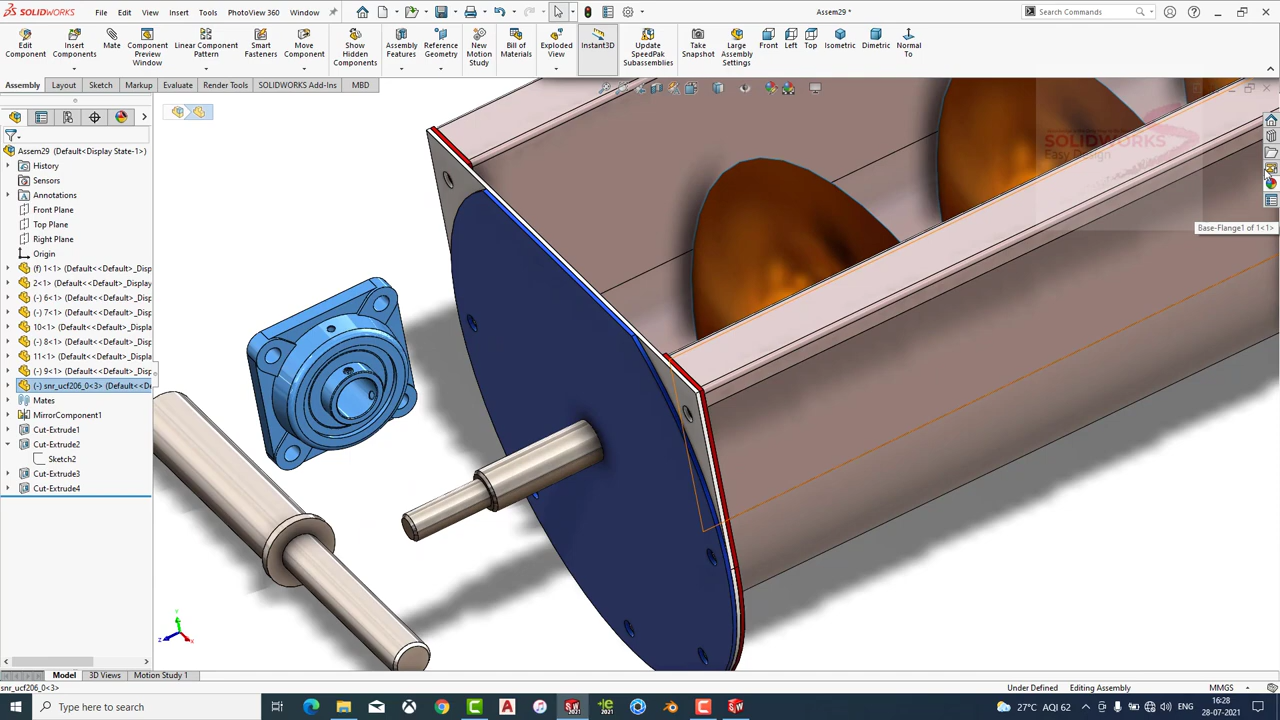 SOLIDWORKS
File
Edit
View
Insert
Tools
PhotoView 360
Window
Assem29 *
Search Commands
Edit Component
Insert Components
Mate
Component Preview Window
Linear Component Pattern
Smart Fasteners
Move Component
Show Hidden Components
Assembly Features
Reference Geometry
New Motion Study
Bill of Materials
Exploded View
Instant3D
Update SpeedPak Subassemblies
Take Snapshot
Large Assembly Settings
Front
Left
Top
Isometric
Dimetric
Normal To
Assembly
Layout
Sketch
Markup
Evaluate
Render Tools
SOLIDWORKS Add-Ins
MBD
Assem29 (Default<Display State-1>)
History
Sensors
Annotations
Front Plane
Top Plane
Right Plane
Origin
(f) 1<1> (Default<<Default>_Disp
2<1> (Default<<Default>_Display
(-) 6<1> (Default<<Default>_Disp
(-) 7<1> (Default<<Default>_Disp
10<1> (Default<<Default>_Displa
(-) 8<1> (Default<<Default>_Disp
11<1> (Default<<Default>_Displa
(-) 9<1> (Default<<Default>_Disp
(-) snr_ucf206_0<3> (Default<<De
Mates
MirrorComponent1
Cut-Extrude1
Cut-Extrude2
Sketch2
Cut-Extrude3
Cut-Extrude4
SOLIDWORKS
Easy Design
Base-Flange1 of 1<1>
Y
X
Z
Model
3D Views
Motion Study 1
snr_ucf206_0<3>
Under Defined
Editing Assembly
MMGS
Type here to search
27°C AQI 62
ENG
16:28
28-07-2021